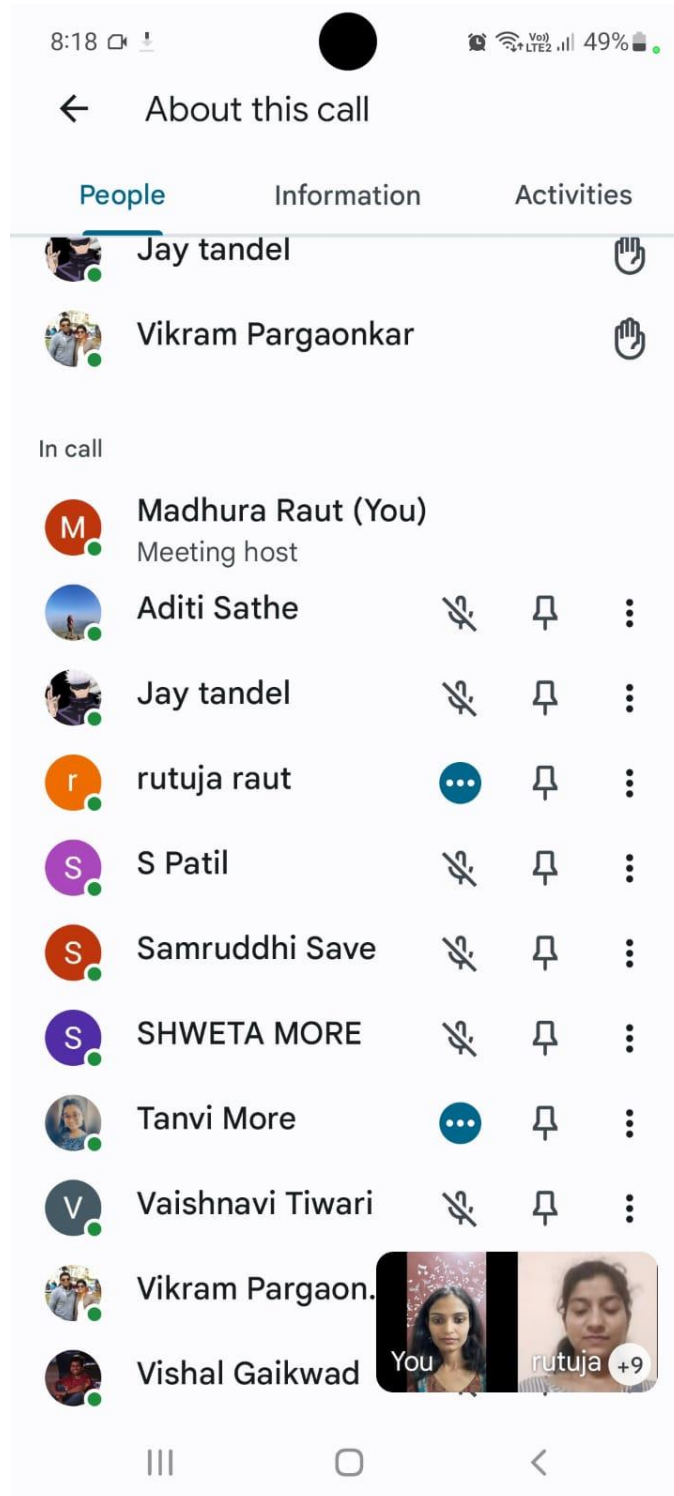 8:18 Vo)) LTE2 49%
About this call
People Information Activities
Jay tandel
Vikram Pargaonkar
In call
M Madhura Raut (You)
Meeting host
Aditi Sathe
Jay tandel
r rutuja raut
S S Patil
S Samruddhi Save
S SHWETA MORE
Tanvi More
V Vaishnavi Tiwari
Vikram Pargaon.
Vishal Gaikwad
You rutuja +9